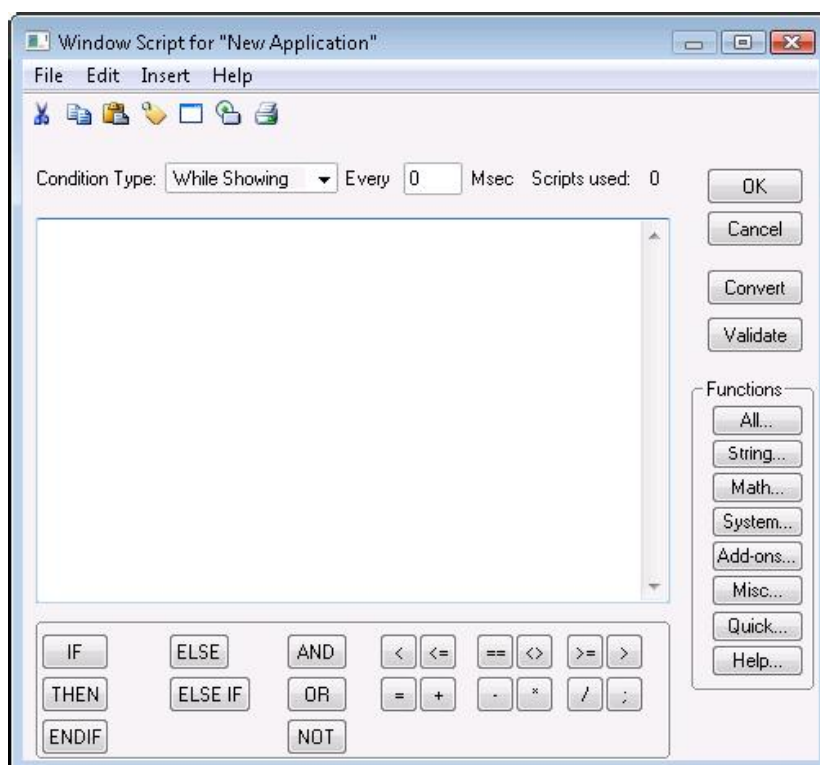 Window Script for "New Application"
File Edit Insert Help
Condition Type: While Showing Every 0 Msec Scripts used: 0
OK
Cancel
Convert
Validate
Functions
All...
String...
Math...
System...
Add-ons...
Misc...
Quick...
Help...
IF ELSE AND < <= == <> >= >
THEN ELSE IF OR = + - * / ;
ENDIF NOT